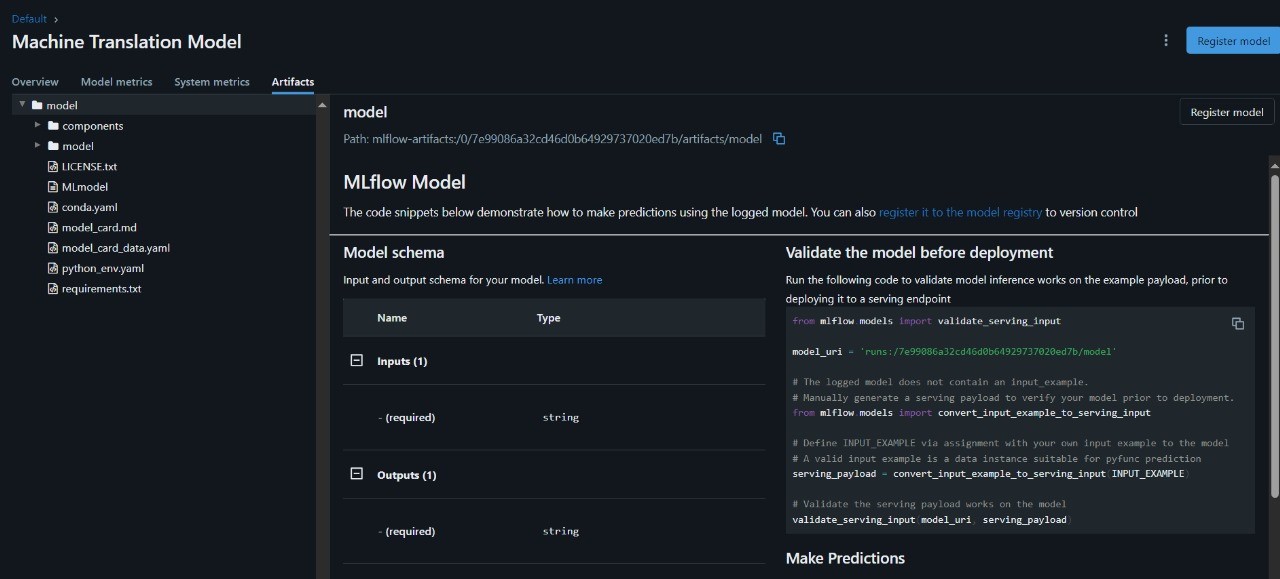 Default ›
Machine Translation Model
Register model
Overview Model metrics System metrics Artifacts
model
components
model
LICENSE.txt
MLmodel
conda.yaml
model_card.md
model_card_data.yaml
python_env.yaml
requirements.txt
model
Register model
Path: mlflow-artifacts:/0/7e99086a32cd46d0b64929737020ed7b/artifacts/model
MLflow Model
The code snippets below demonstrate how to make predictions using the logged model. You can also register it to the model registry to version control
Model schema
Input and output schema for your model. Learn more
Name Type
Inputs (1)
- (required) string
Outputs (1)
- (required) string
Validate the model before deployment
Run the following code to validate model inference works on the example payload, prior to
deploying it to a serving endpoint
from mlflow.models import validate_serving_input
model_uri = 'runs:/7e99086a32cd46d0b64929737020ed7b/model'
# The logged model does not contain an input_example.
# Manually generate a serving payload to verify your model prior to deployment.
from mlflow.models import convert_input_example_to_serving_input
# Define INPUT_EXAMPLE via assignment with your own input example to the model
# A valid input example is a data instance suitable for pyfunc prediction
serving_payload = convert_input_example_to_serving_input(INPUT_EXAMPLE)
# Validate the serving payload works on the model
validate_serving_input(model_uri, serving_payload)
Make Predictions